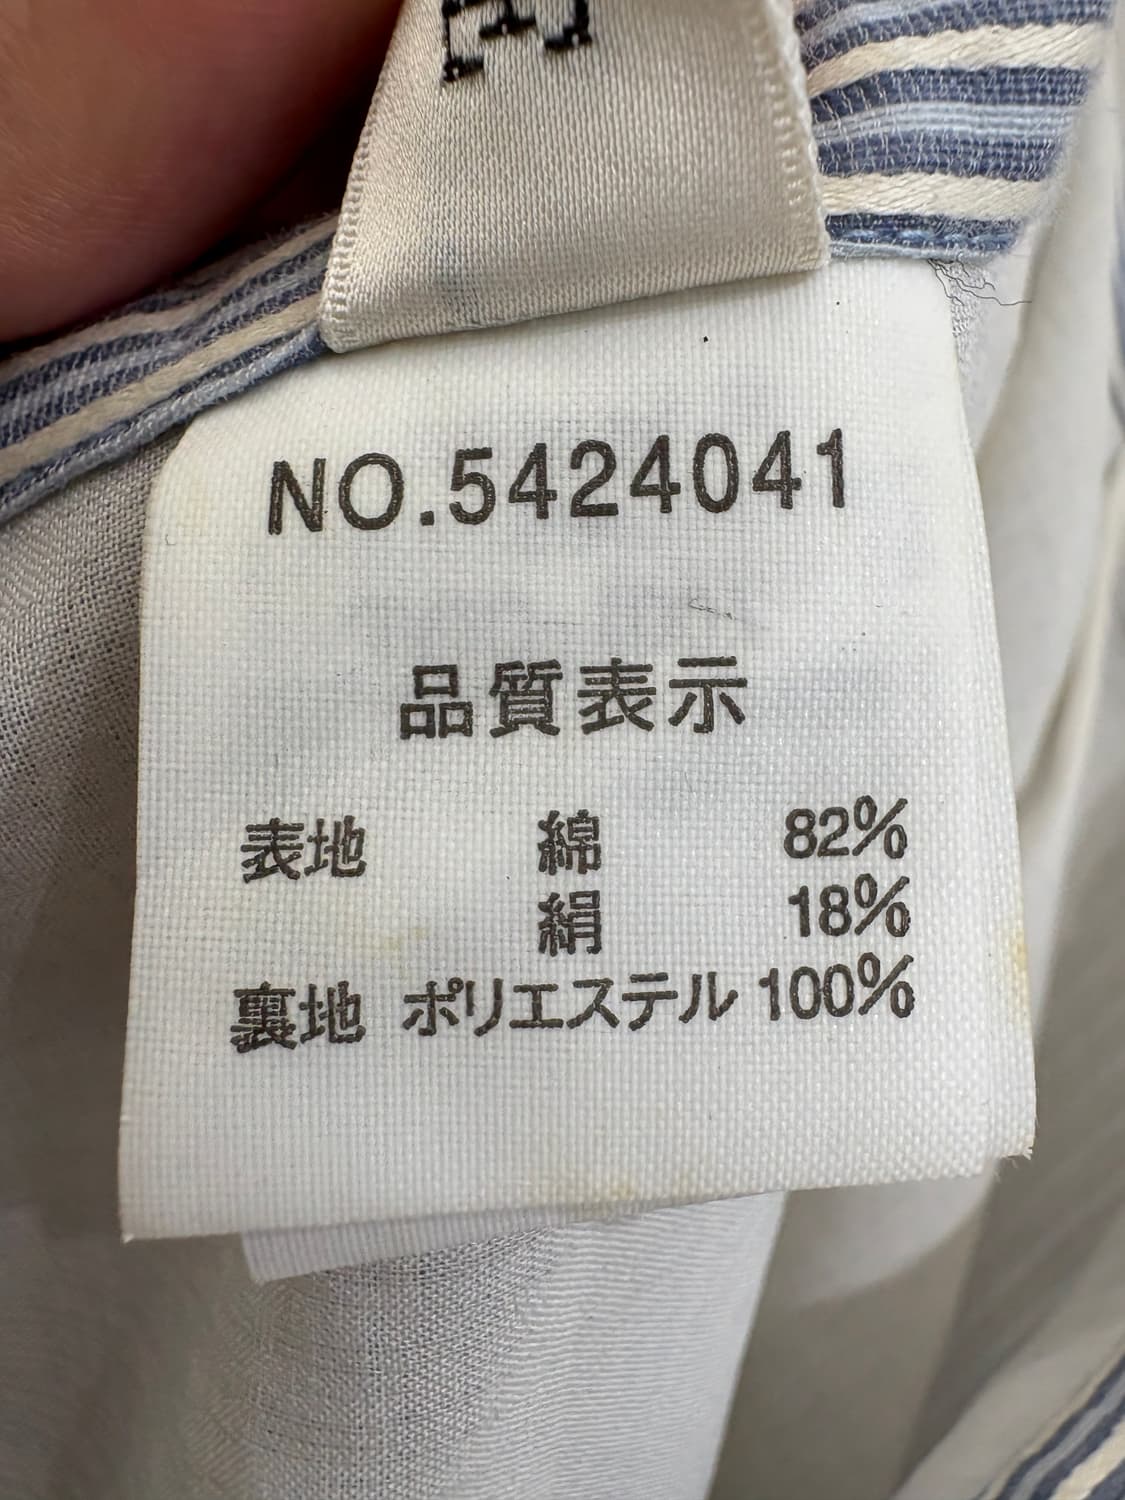 NO.5424041
品質表示
表地 綿 82%
絹 18%
裏地 ポリエステル 100%